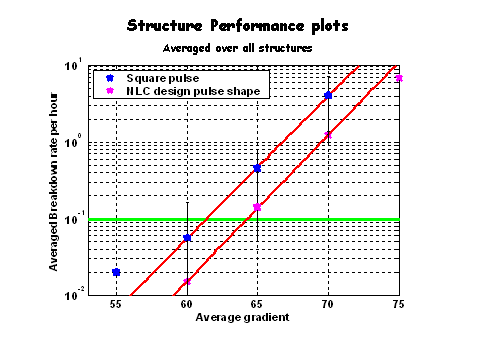 Structure Performance plots
Averaged over all structures
Square pulse
NLC design pulse shape
Averaged Breakdown rate per hour
10^1
10^0
10^-1
10^-2
55 60 65 70 75
Average gradient